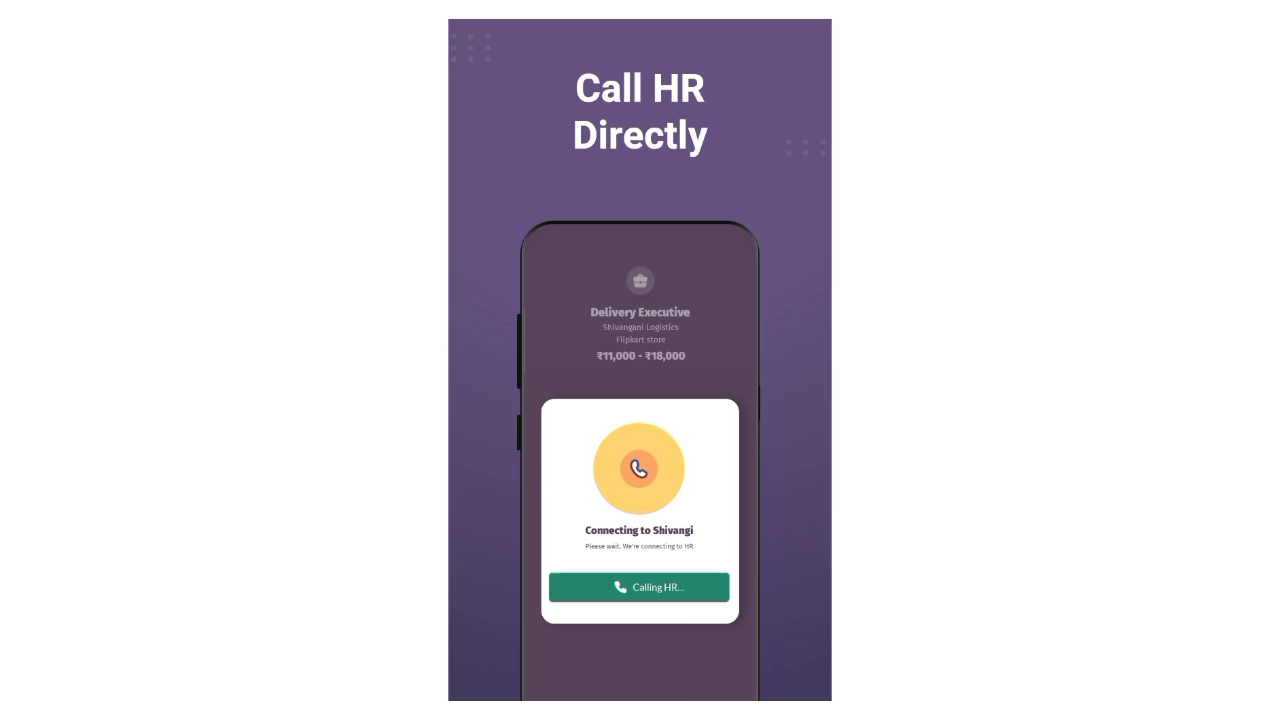 Call HR
Directly
Delivery Executive
Shivangani Logistics
Flipkart store
₹11,000 - ₹18,000
Connecting to Shivangi
Please wait. We're connecting to HR
Calling HR...